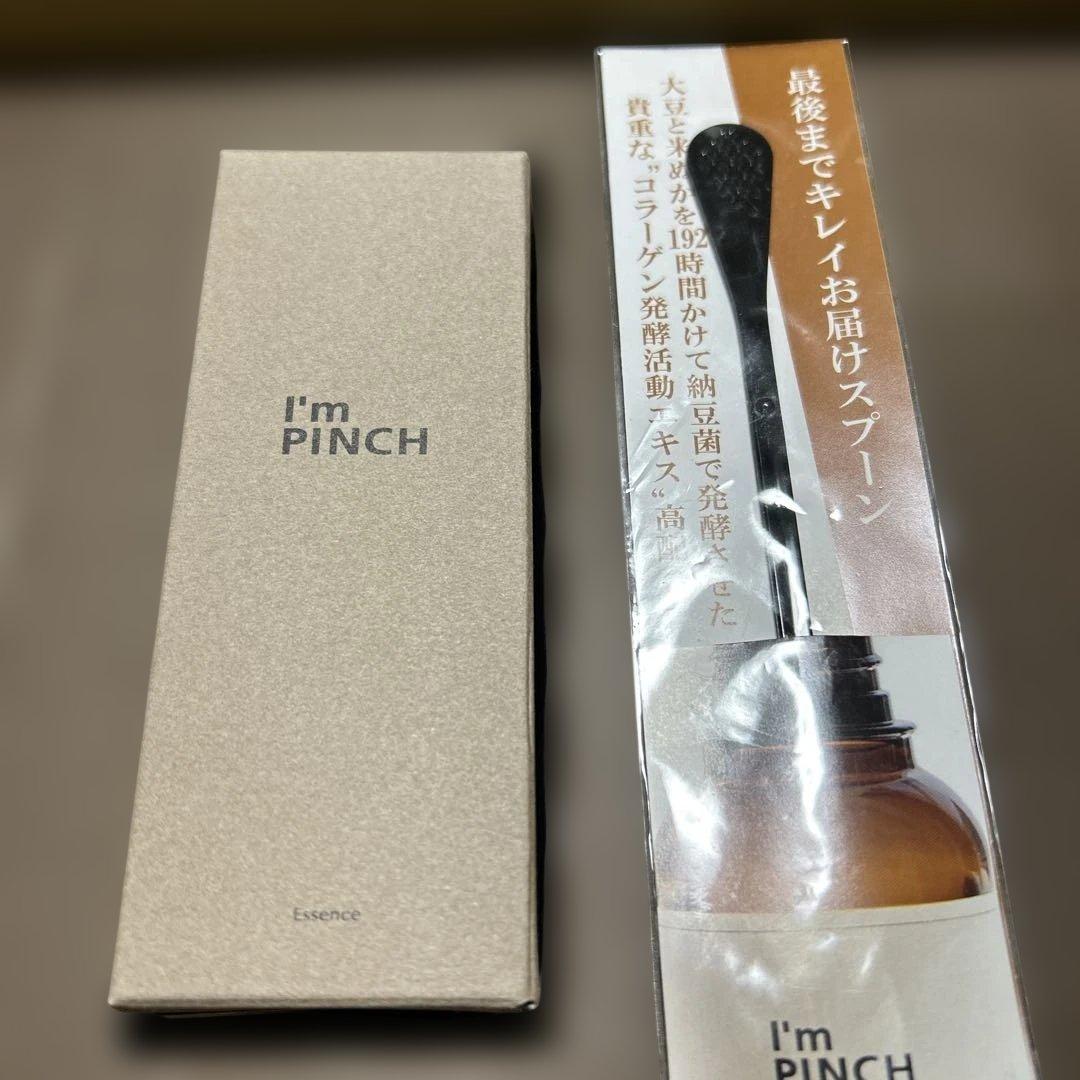 I'm
PINCH
Essence
最後までキレイお届けスプーン
大豆と米ぬかを192時間かけて納豆菌で発酵させた
貴重な"コラーゲン発酵活動エキス"高配
I'm
PINCH